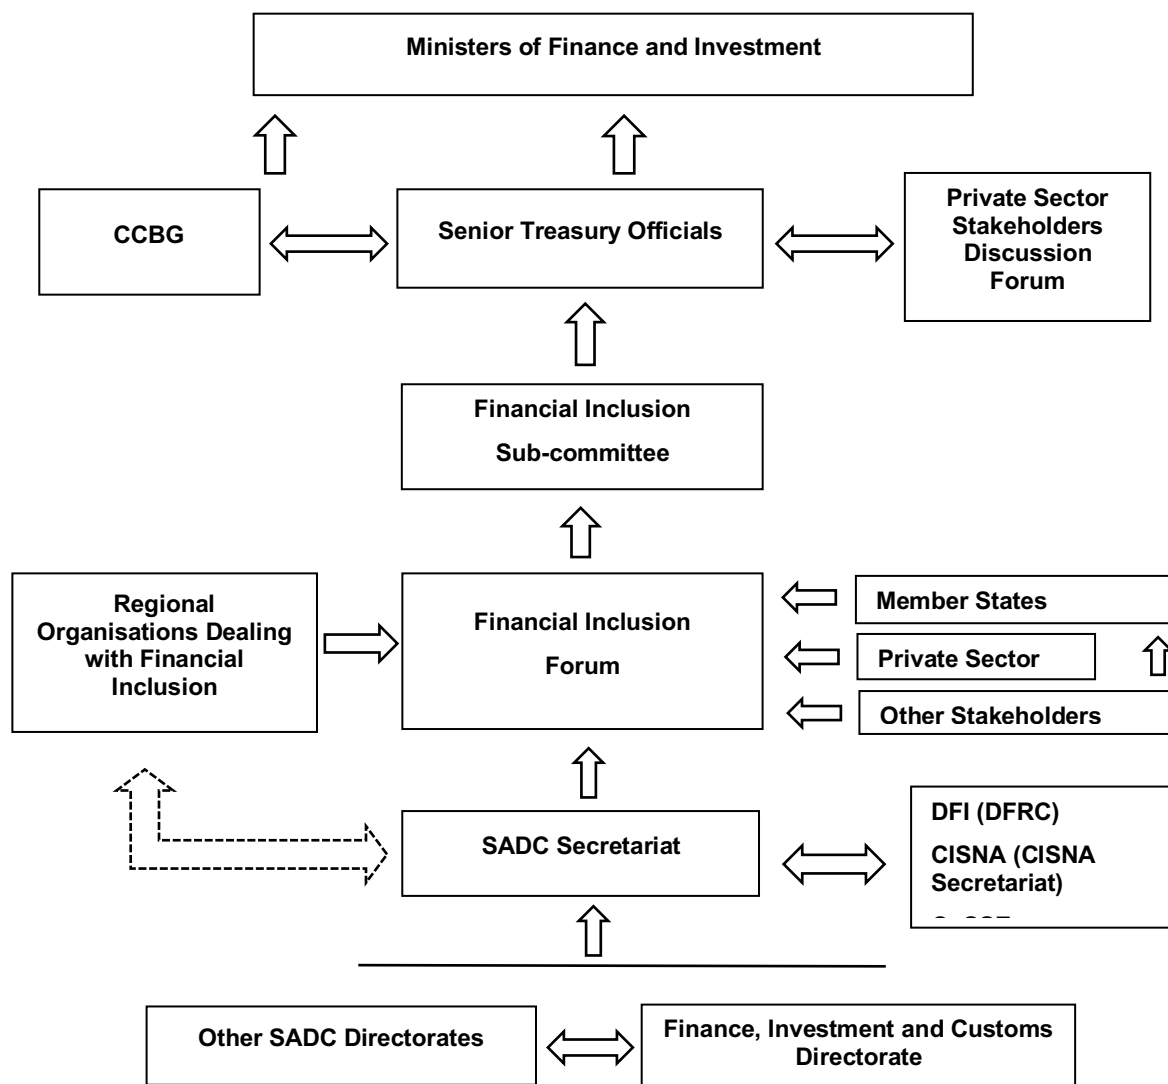 Ministers of Finance and Investment
CCBG
Senior Treasury Officials
Private Sector
Stakeholders
Discussion
Forum
Financial Inclusion
Sub-committee
Regional
Organisations Dealing
with Financial
Inclusion
Financial Inclusion
Forum
Member States
Private Sector
Other Stakeholders
SADC Secretariat
DFI (DFRC)
CISNA (CISNA
Secretariat)
Other SADC Directorates
Finance, Investment and Customs
Directorate